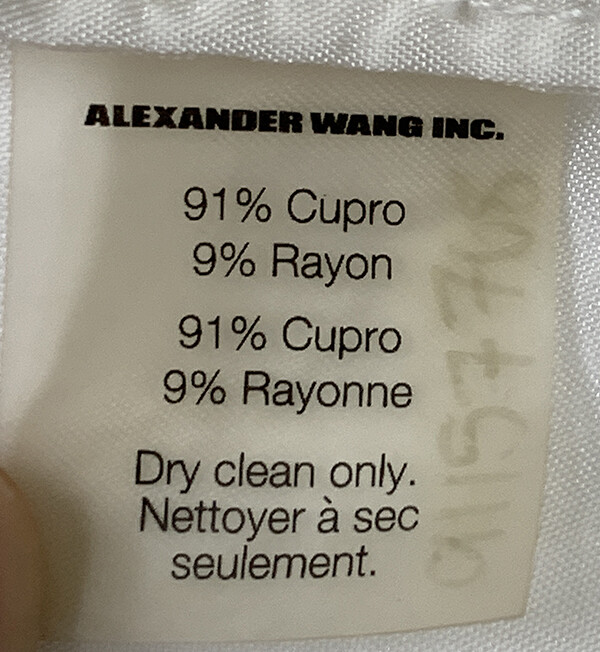 ALEXANDER WANG INC.
91% Cupro
9% Rayon
91% Cupro
9% Rayonne
Dry clean only.
Nettoyer à sec
seulement.